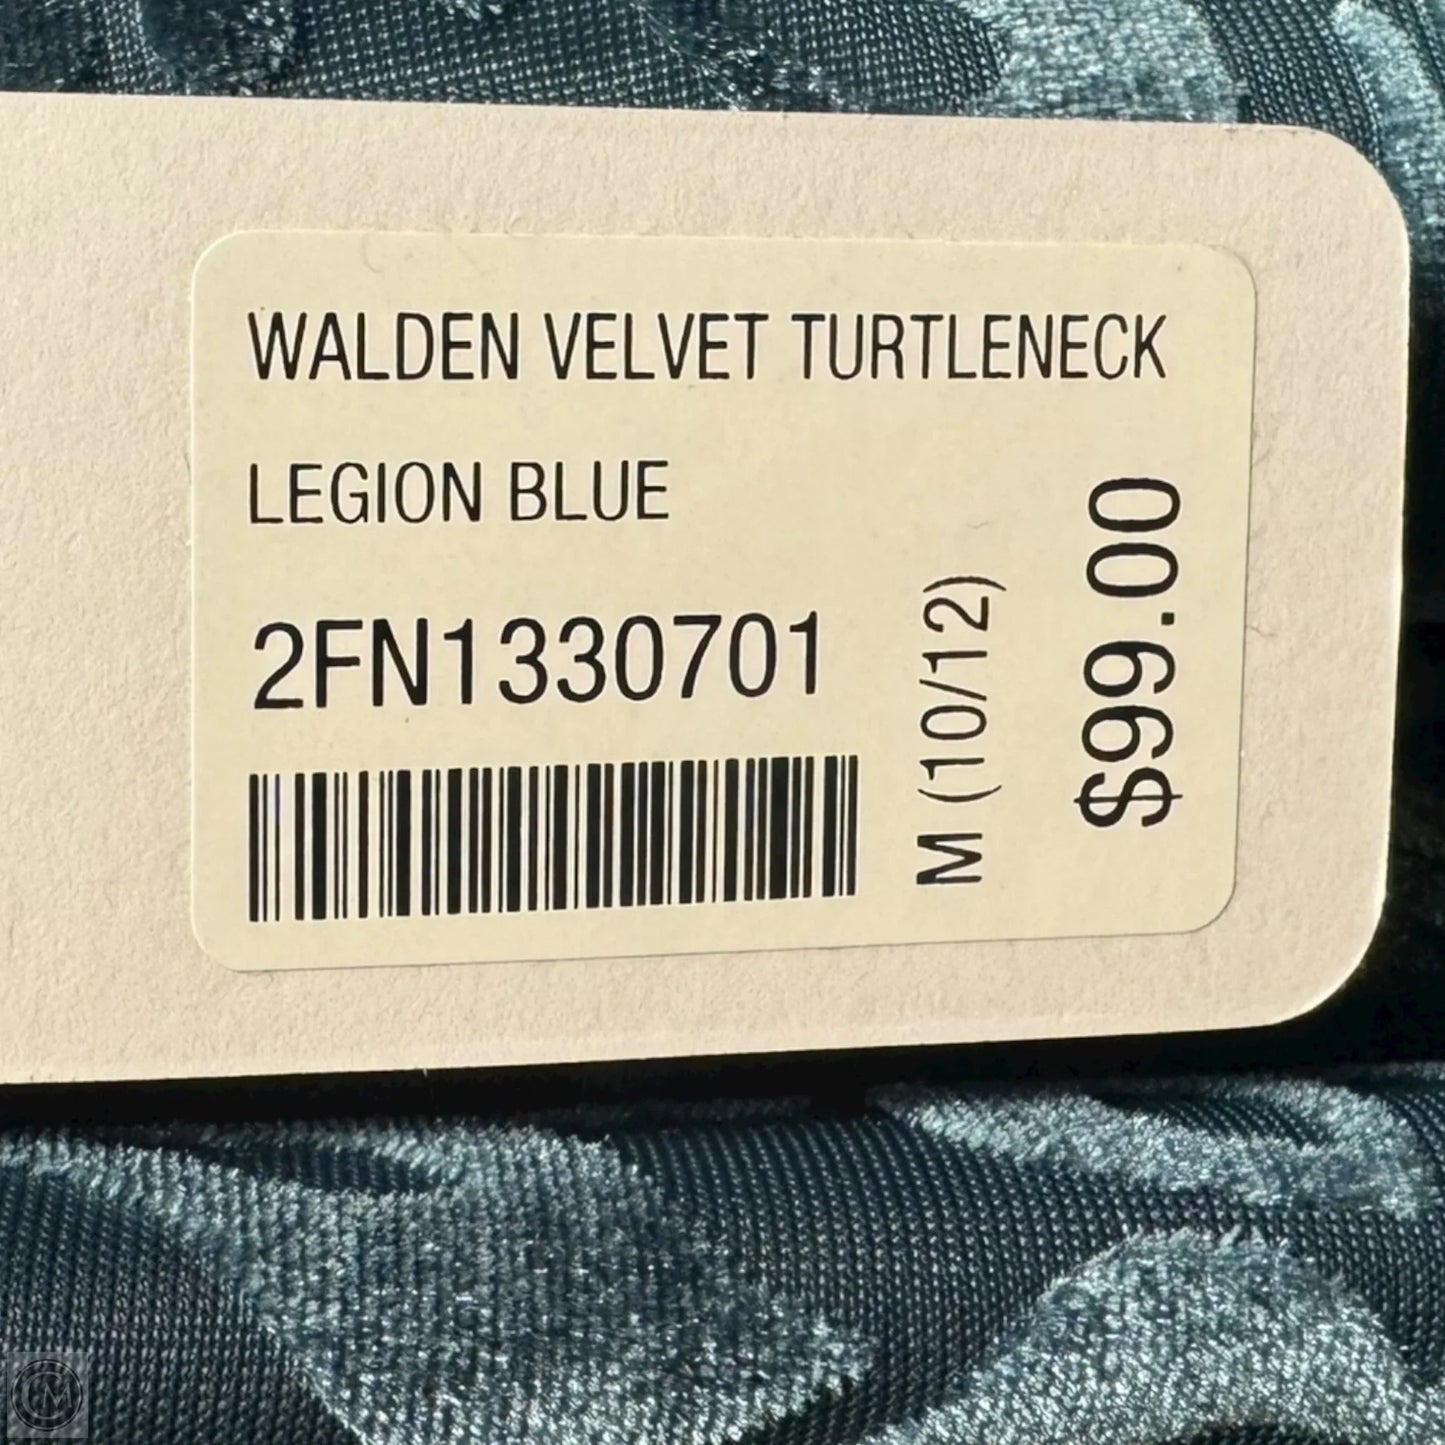 WALDEN VELVET TURTLENECK
LEGION BLUE
2FN1330701
M (10/12)
$99.00